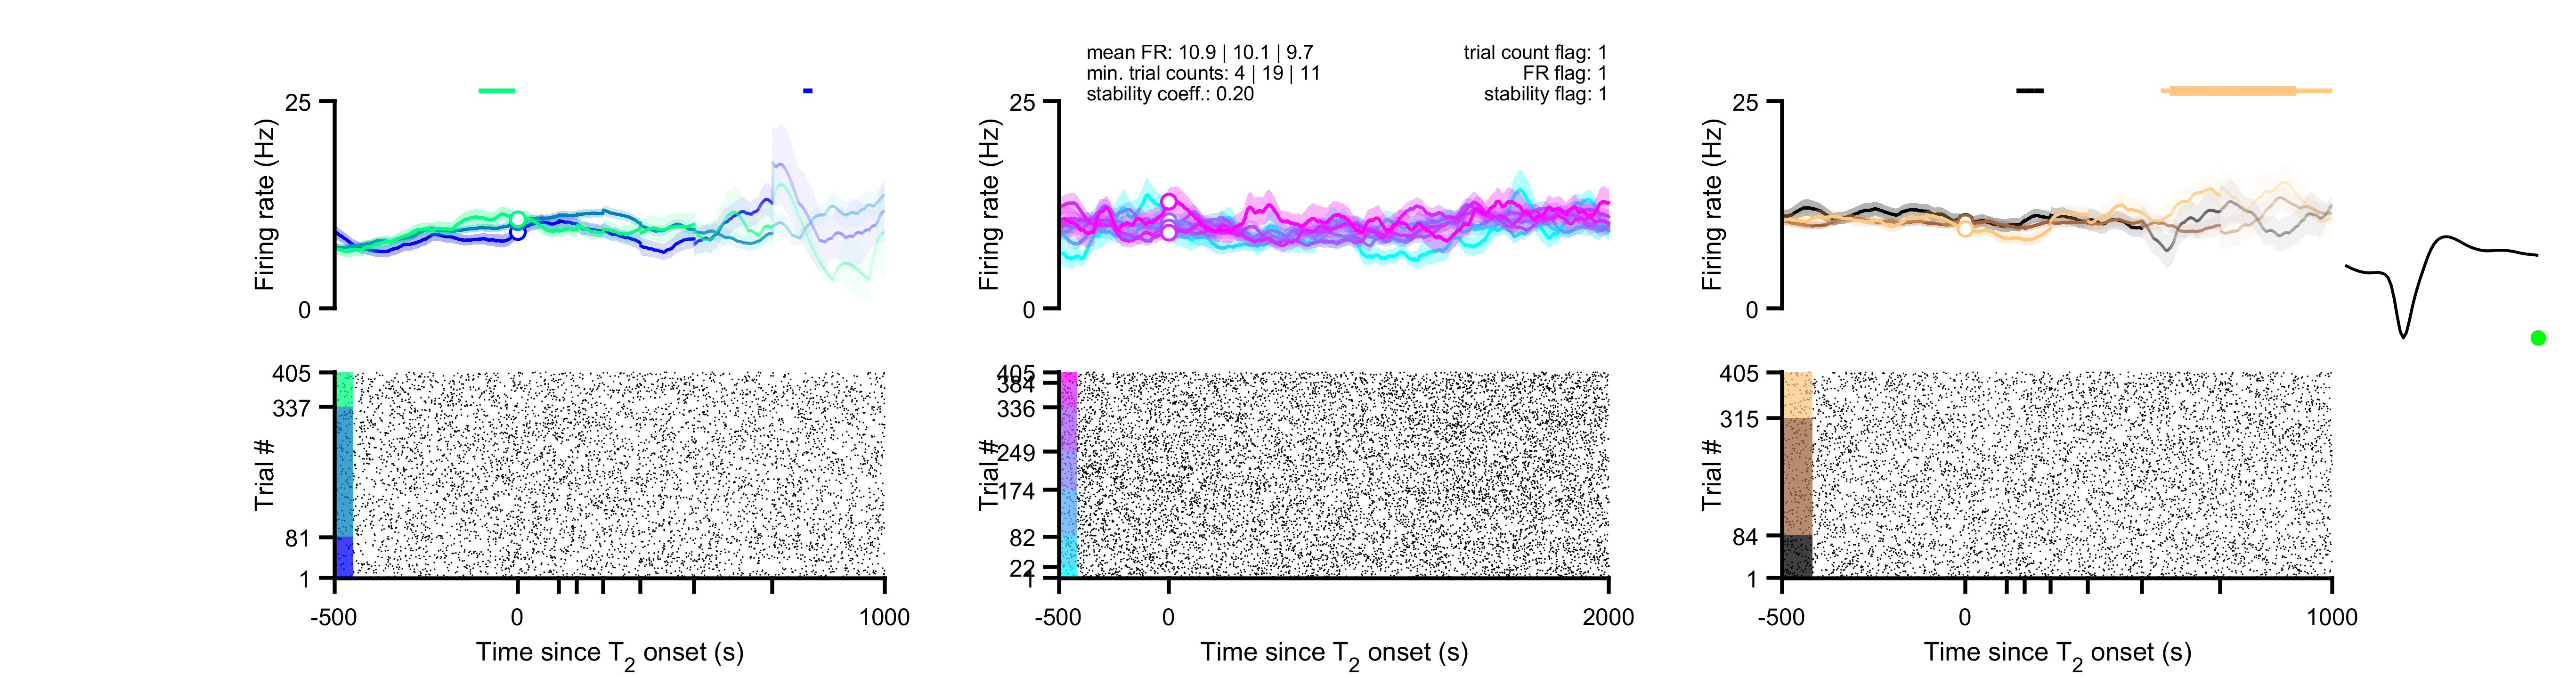 mean FR: 10.9 | 10.1 | 9.7
min. trial counts: 4 | 19 | 11
stability coeff.: 0.20
trial count flag: 1
FR flag: 1
stability flag: 1
25
Firing rate (Hz)
0
25
Firing rate (Hz)
0
25
Firing rate (Hz)
0
405
337
Trial #
81
1
-500
0
1000
Time since T2 onset (s)
405
384
336
249
Trial #
174
82
22
1
-500
0
2000
Time since T2 onset (s)
405
315
Trial #
84
1
-500
0
1000
Time since T2 onset (s)